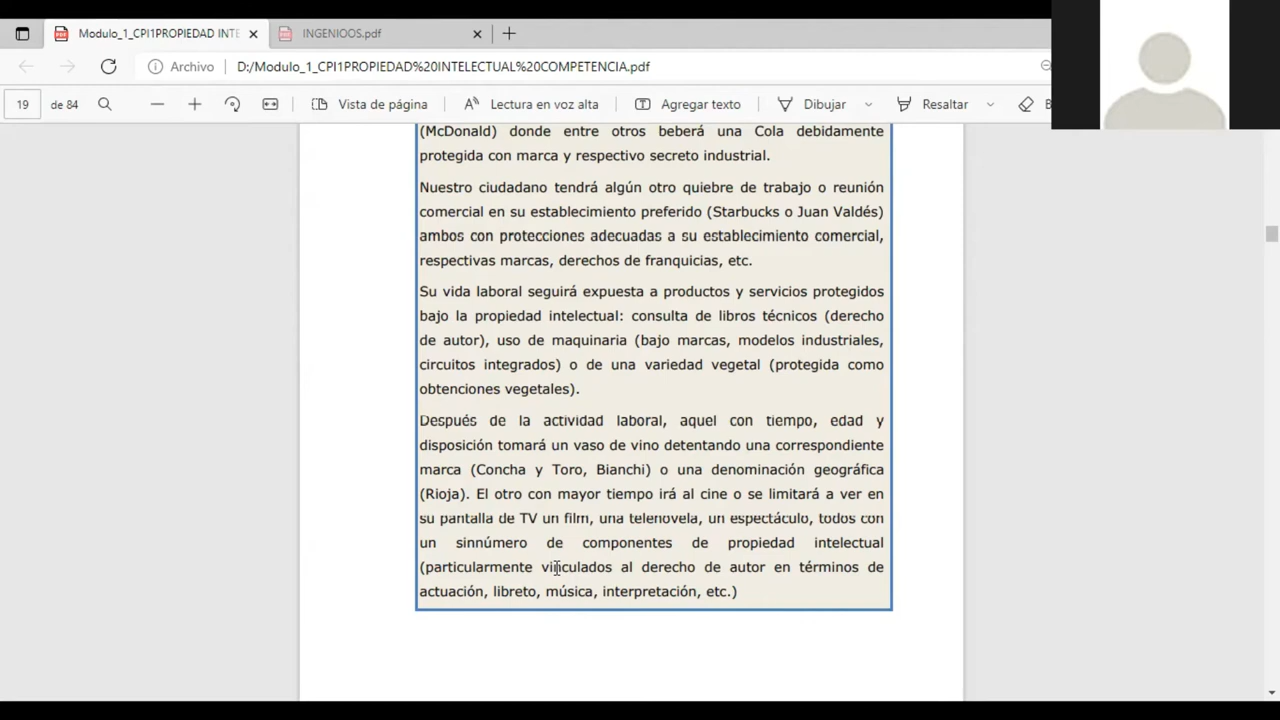 Modulo_1_CPI1PROPIEDAD INTE
INGENIOOS.pdf
Archivo D:/Modulo_1_CPI1PROPIEDAD%20INTELECTUAL%20COMPETENCIA.pdf
19 de 84 Vista de página Lectura en voz alta Agregar texto Dibujar Resaltar
(McDonald) donde entre otros beberá una Cola debidamente
protegida con marca y respectivo secreto industrial.
Nuestro ciudadano tendrá algún otro quiebre de trabajo o reunión
comercial en su establecimiento preferido (Starbucks o Juan Valdés)
ambos con protecciones adecuadas a su establecimiento comercial,
respectivas marcas, derechos de franquicias, etc.
Su vida laboral seguirá expuesta a productos y servicios protegidos
bajo la propiedad intelectual: consulta de libros técnicos (derecho
de autor), uso de maquinaria (bajo marcas, modelos industriales,
circuitos integrados) o de una variedad vegetal (protegida como
obtenciones vegetales).
Después de la actividad laboral, aquel con tiempo, edad y
disposición tomará un vaso de vino detentando una correspondiente
marca (Concha y Toro, Bianchi) o una denominación geográfica
(Rioja). El otro con mayor tiempo irá al cine o se limitará a ver en
su pantalla de TV un film, una telenovela, un espectáculo, todos con
un sinnúmero de componentes de propiedad intelectual
(particularmente vinculados al derecho de autor en términos de
actuación, libreto, música, interpretación, etc.)